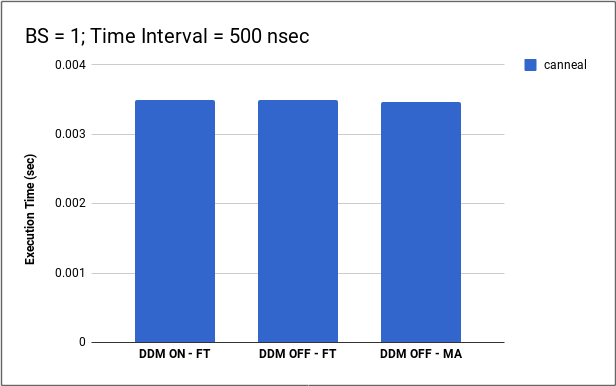 BS = 1; Time Interval = 500 nsec
canneal
0.004
0.003
0.002
0.001
0
Execution Time (sec)
DDM ON - FT
DDM OFF - FT
DDM OFF - MA